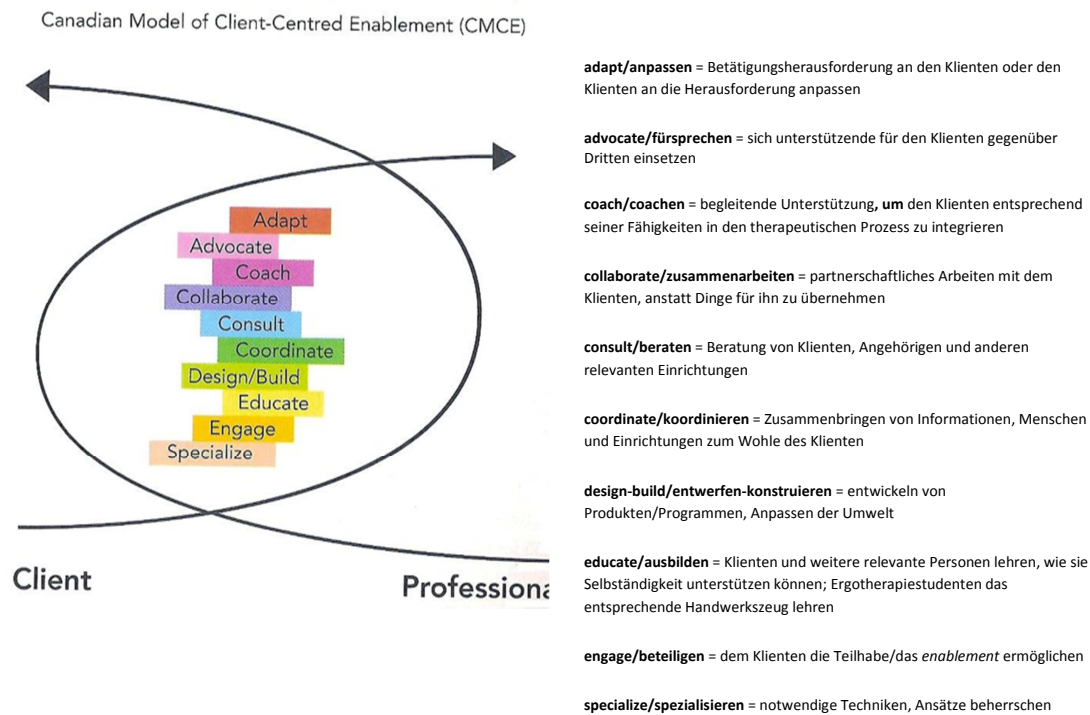 Canadian Model of Client-Centred Enablement (CMCE)
Adapt
Advocate
Coach
Collaborate
Consult
Coordinate
Design/Build
Educate
Engage
Specialize
Client
Professiona
adapt/anpassen = Betätigungsherausforderung an den Klienten oder den
Klienten an die Herausforderung anpassen
advocate/fürsprechen = sich unterstützende für den Klienten gegenüber
Dritten einsetzen
coach/coachen = begleitende Unterstützung, um den Klienten entsprechend
seiner Fähigkeiten in den therapeutischen Prozess zu integrieren
collaborate/zusammenarbeiten = partnerschaftliches Arbeiten mit dem
Klienten, anstatt Dinge für ihn zu übernehmen
consult/beraten = Beratung von Klienten, Angehörigen und anderen
relevanten Einrichtungen
coordinate/koordinieren = Zusammenbringen von Informationen, Menschen
und Einrichtungen zum Wohle des Klienten
design-build/entwerfen-konstruieren = entwickeln von
Produkten/Programmen, Anpassen der Umwelt
educate/ausbilden = Klienten und weitere relevante Personen lehren, wie sie
Selbständigkeit unterstützen können; Ergotherapiestudenten das
entsprechende Handwerkszeug lehren
engage/beteiligen = dem Klienten die Teilhabe/das enablement ermöglichen
specialize/spezialisieren = notwendige Techniken, Ansätze beherrschen